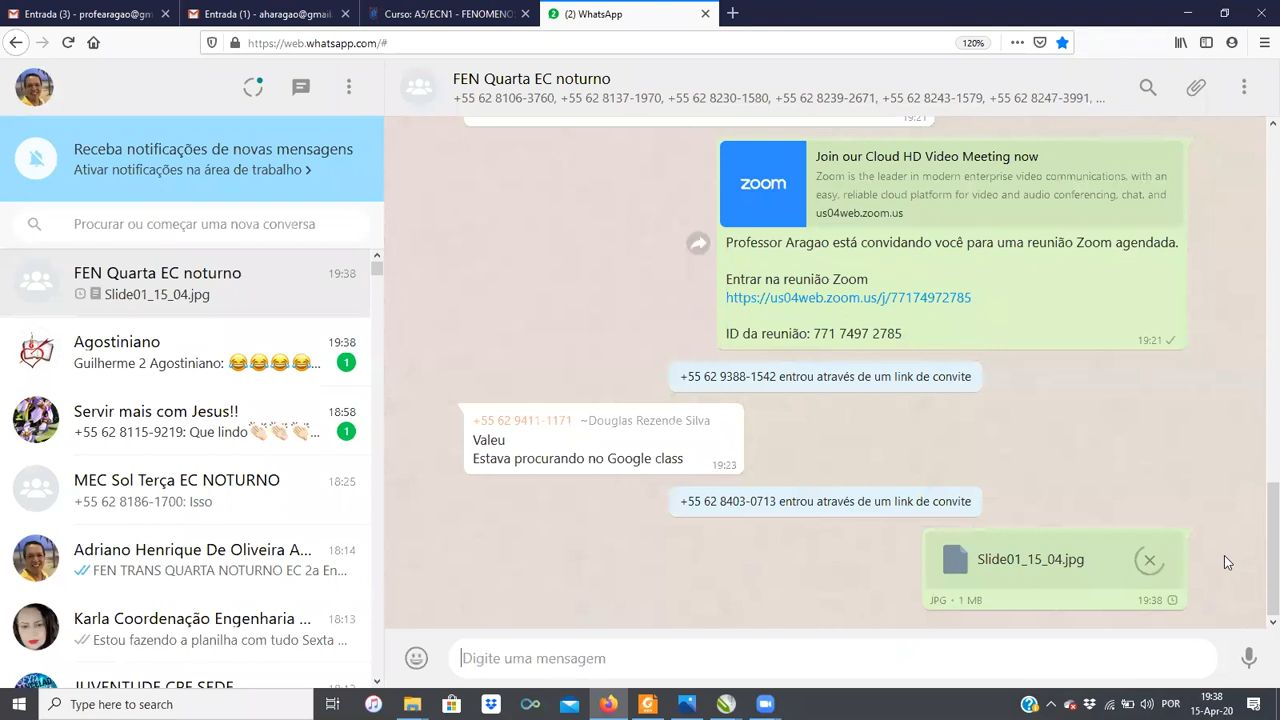 Entrada (3) - profearagao@gm
Entrada (1) - aharagao@gmail.
Curso: A5/ECN1 - FENOMENO
(2) WhatsApp
https://web.whatsapp.com/#
120%
FEN Quarta EC noturno
+55 62 8106-3760, +55 62 8137-1970, +55 62 8230-1580, +55 62 8239-2671, +55 62 8243-1579, +55 62 8247-3991, ...
Receba notificações de novas mensagens
Ativar notificações na área de trabalho >
Procurar ou começar uma nova conversa
FEN Quarta EC noturno
19:38
Slide01_15_04.jpg
Agostiniano
19:38
Guilherme 2 Agostiniano: 😂😂😂😂...
1
Servir mais com Jesus!!
18:58
+55 62 8115-9219: Que lindo👏🏻👏🏻👏🏻...
1
MEC Sol Terça EC NOTURNO
18:25
+55 62 8186-1700: Isso
Adriano Henrique De Oliveira A...
18:14
FEN TRANS QUARTA NOTURNO EC 2a En...
Karla Coordenação Engenharia ...
18:13
Estou fazendo a planilha com tudo Sexta ...
JUVENTUDE CPE SEDE
18:12
19:21
zoom
Join our Cloud HD Video Meeting now
Zoom is the leader in modern enterprise video communications, with an
easy, reliable cloud platform for video and audio conferencing, chat, and
us04web.zoom.us
Professor Aragao está convidando você para uma reunião Zoom agendada.
Entrar na reunião Zoom
https://us04web.zoom.us/j/77174972785
ID da reunião: 771 7497 2785
19:21
+55 62 9388-1542 entrou através de um link de convite
+55 62 9411-1171 ~Douglas Rezende Silva
Valeu
Estava procurando no Google class
19:23
+55 62 8403-0713 entrou através de um link de convite
Slide01_15_04.jpg
JPG • 1 MB
19:38
Digite uma mensagem
Type here to search
POR
19:38
15-Apr-20